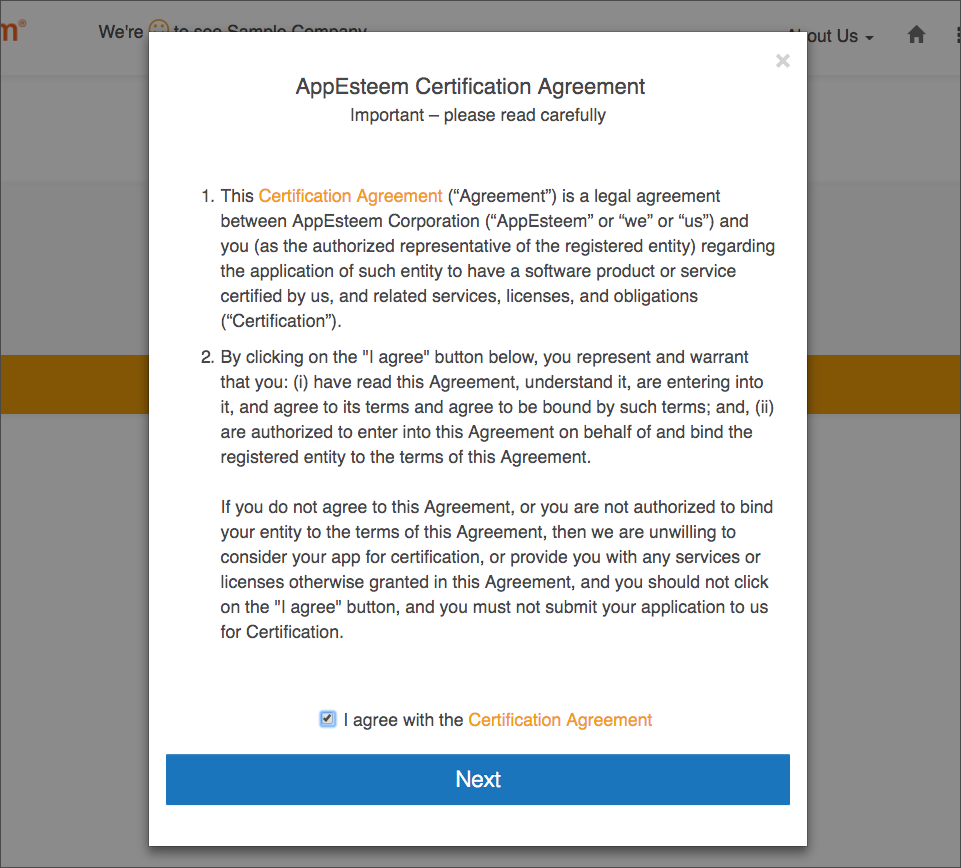 m®
We're to see Sample Company
out Us
×
AppEsteem Certification Agreement
Important – please read carefully
1. This Certification Agreement (“Agreement”) is a legal agreement
between AppEsteem Corporation (“AppEsteem” or “we” or “us”) and
you (as the authorized representative of the registered entity) regarding
the application of such entity to have a software product or service
certified by us, and related services, licenses, and obligations
(“Certification”).
2. By clicking on the "I agree" button below, you represent and warrant
that you: (i) have read this Agreement, understand it, are entering into
it, and agree to its terms and agree to be bound by such terms; and, (ii)
are authorized to enter into this Agreement on behalf of and bind the
registered entity to the terms of this Agreement.
If you do not agree to this Agreement, or you are not authorized to bind
your entity to the terms of this Agreement, then we are unwilling to
consider your app for certification, or provide you with any services or
licenses otherwise granted in this Agreement, and you should not click
on the "I agree" button, and you must not submit your application to us
for Certification.
I agree with the Certification Agreement
Next